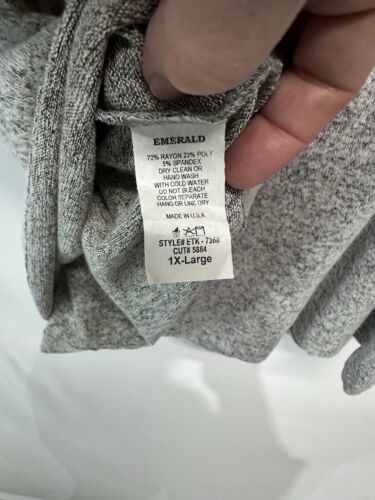 EMERALD
72% RAYON 23% POLY
5% SPANDEX
DRY CLEAN OR
HAND WASH
WITH COLD WATER
DO NOT BLEACH
COLOR SEPARATE
HANG OR LINE DRY
MADE IN U.S.A.
STYLE# ETK - 7360
CUT# 5884
1X-Large